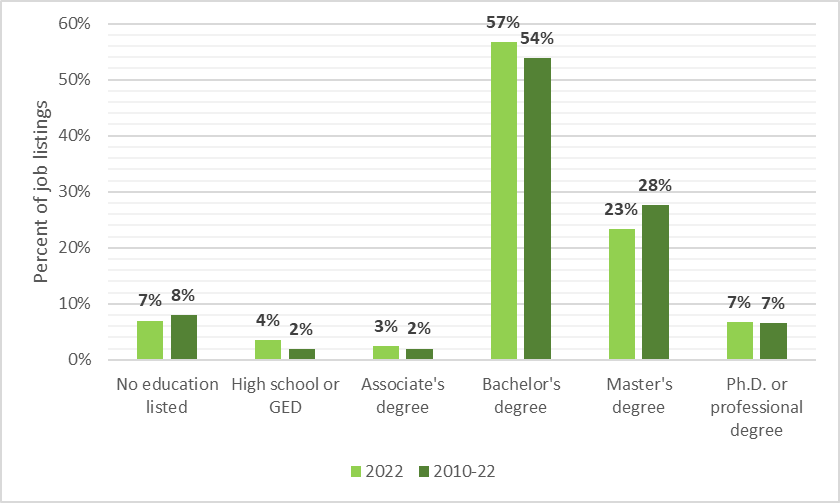 60%
50%
40%
30%
20%
10%
0%
Percent of job listings
7%
8%
4%
2%
3%
2%
57%
54%
23%
28%
7%
7%
No education
listed
High school or
GED
Associate's
degree
Bachelor's
degree
Master's
degree
Ph.D. or
professional
degree
2022
2010-22